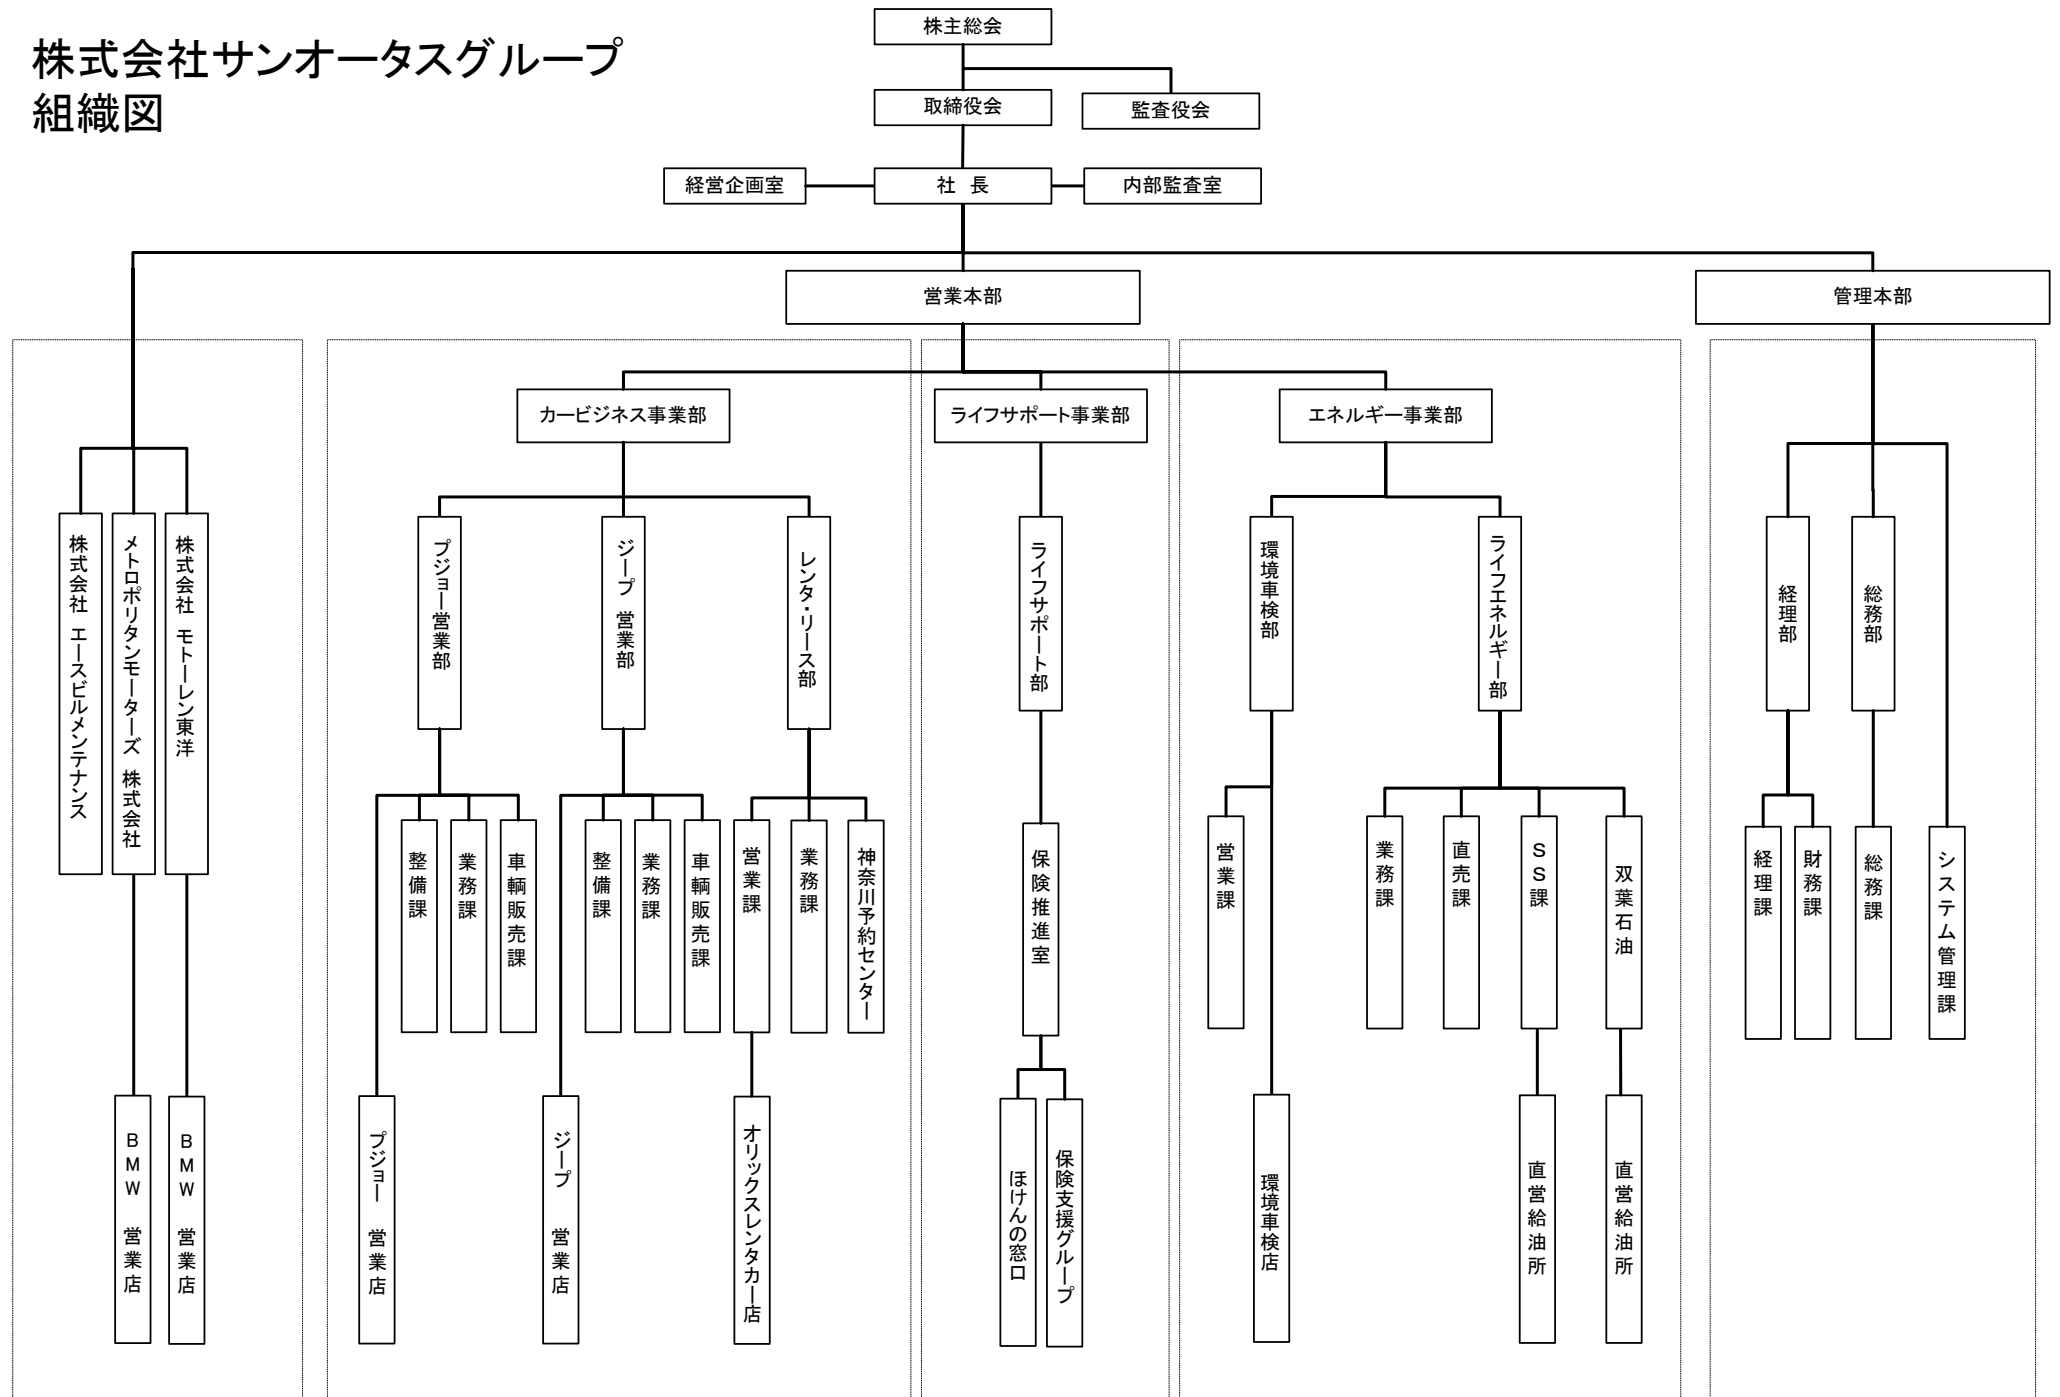 株式会社サンオータスグループ
組織図
株主総会
取締役会
監査役会
経営企画室
社 長
内部監査室
営業本部
管理本部
カービジネス事業部
ライフサポート事業部
エネルギー事業部
株式会社 エースビルメンテナンス
メトロポリタンモーターズ 株式会社
株式会社 モトーレン東洋
プジョー営業部
ジープ 営業部
レンタ・リース部
ライフサポート部
環境車検部
ライフエネルギー部
経理部
総務部
整備課
業務課
車輌販売課
整備課
業務課
車輌販売課
営業課
業務課
神奈川予約センター
保険推進室
営業課
業務課
直売課
SS課
双葉石油
経理課
財務課
総務課
システム管理課
BMW 営業店
BMW 営業店
プジョー 営業店
ジープ 営業店
オリックスレンタカー店
ほけんの窓口
保険支援グループ
環境車検店
直営給油所
直営給油所